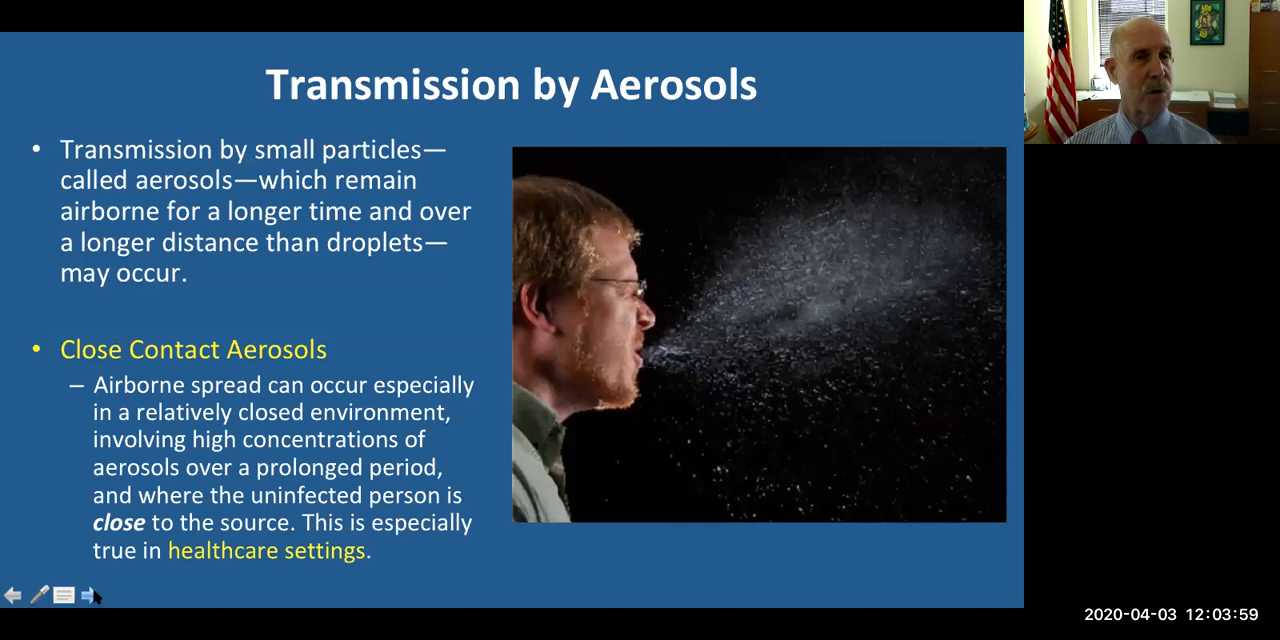 Transmission by Aerosols
• Transmission by small particles—
called aerosols—which remain
airborne for a longer time and over
a longer distance than droplets—
may occur.
• Close Contact Aerosols
– Airborne spread can occur especially
in a relatively closed environment,
involving high concentrations of
aerosols over a prolonged period,
and where the uninfected person is
close to the source. This is especially
true in healthcare settings.
2020-04-03 12:03:59